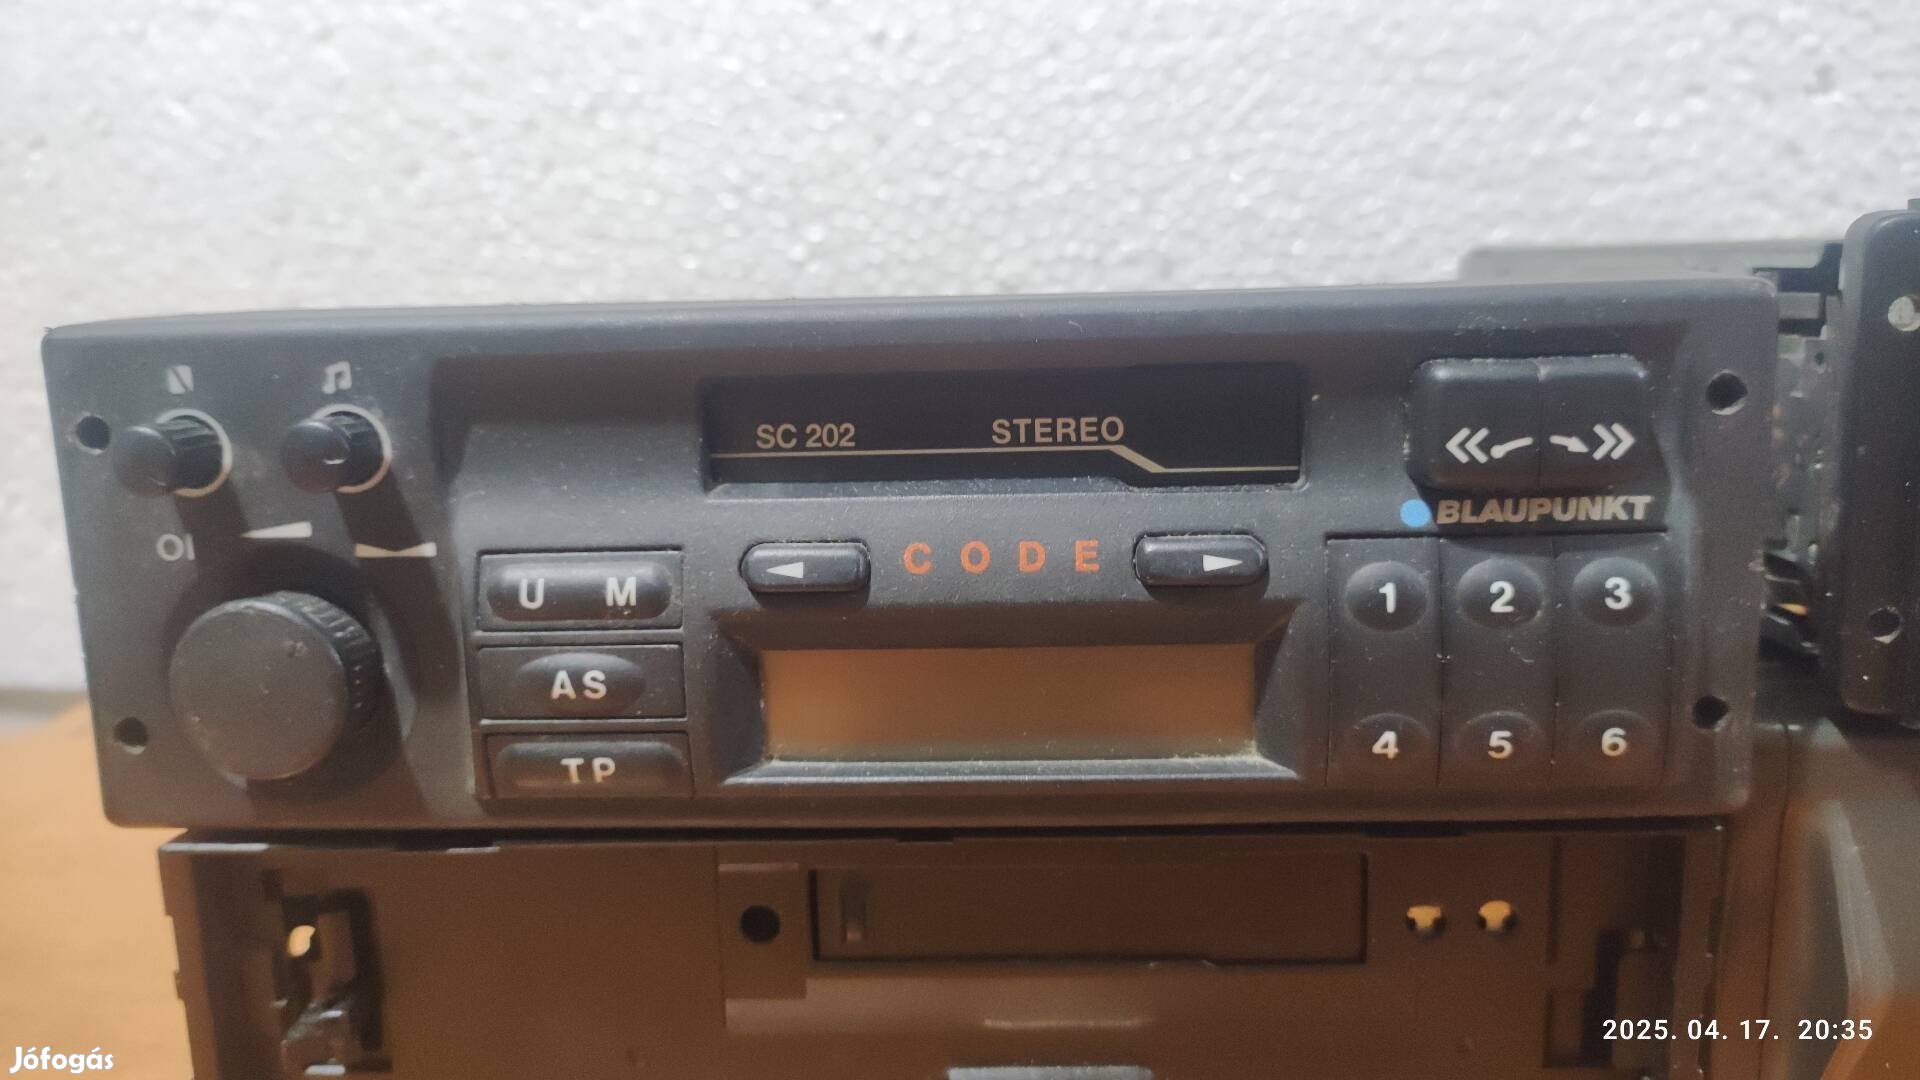 SC 202 STEREO
BLAUPUNKT
OI
CODE
U M
1 2 3
AS
4 5 6
TP
2025. 04. 17. 20:35
Jófogás